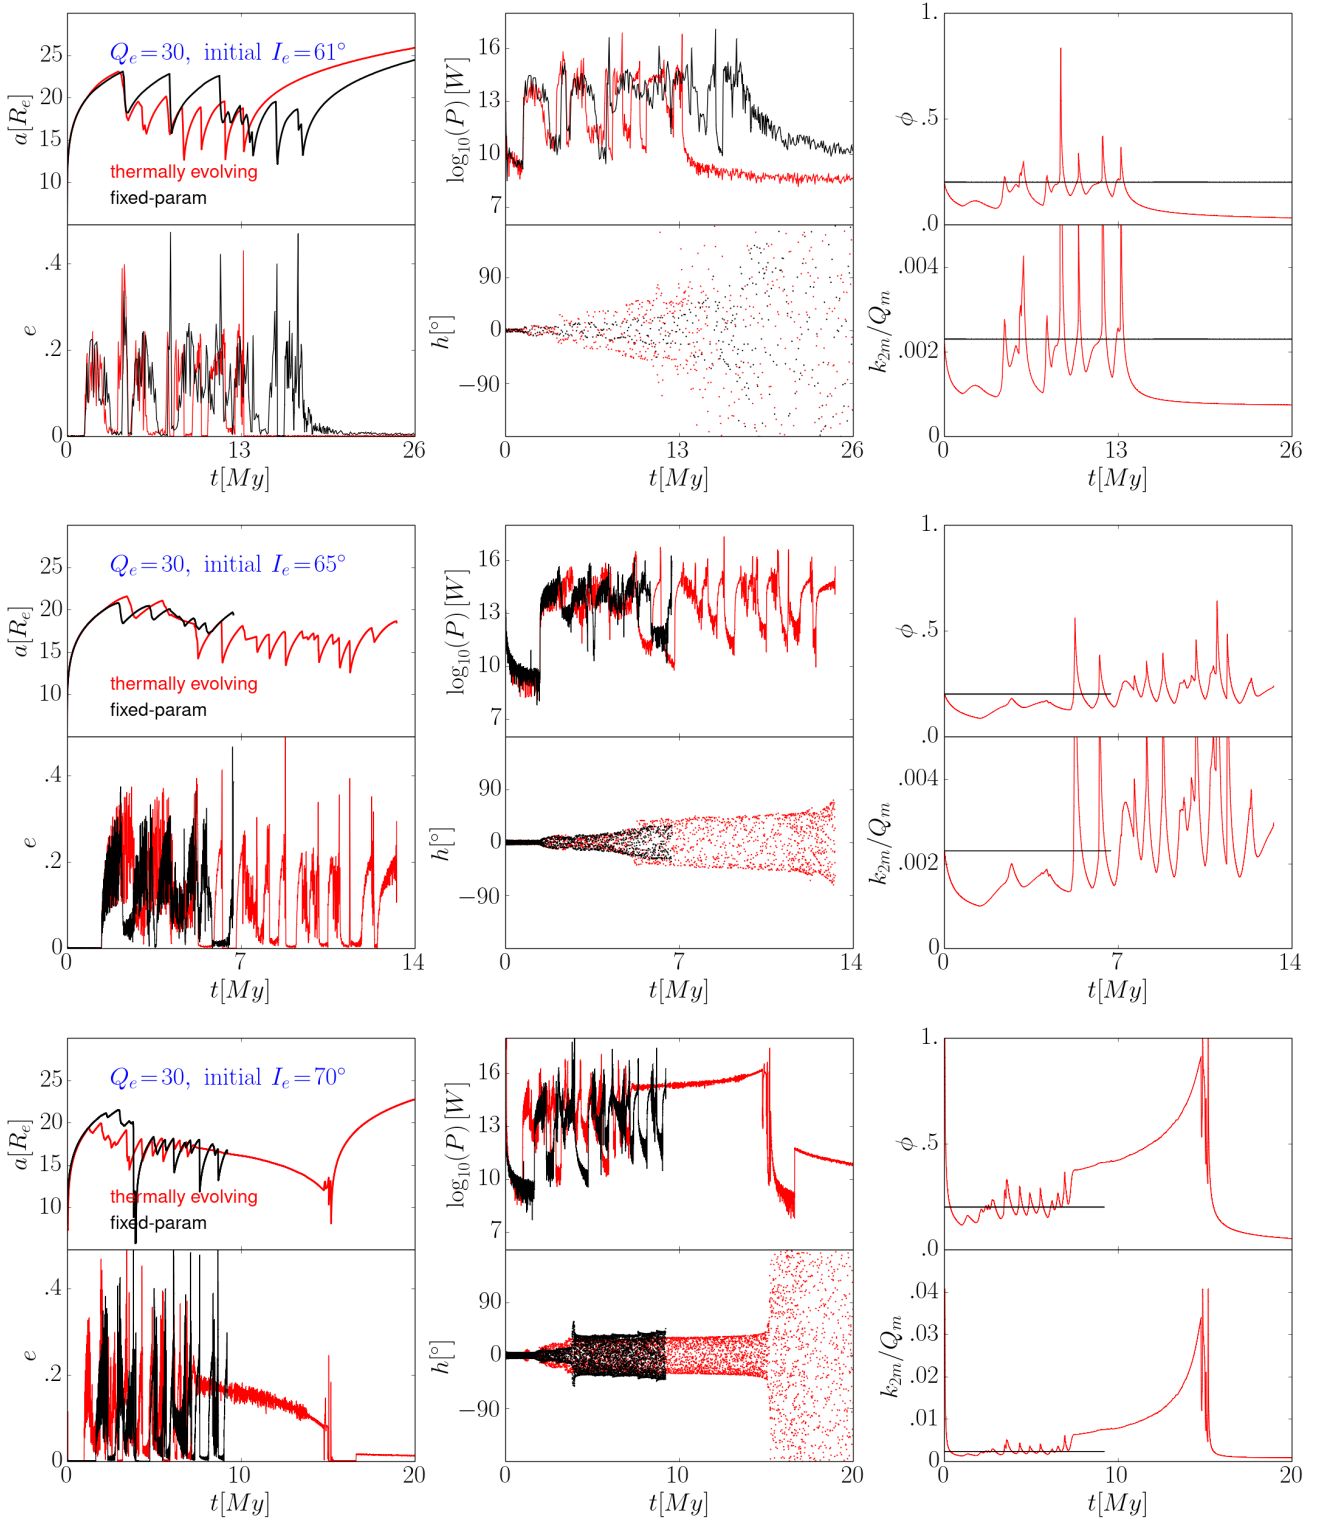 25
20
15
10
a[R_e]
Q_e=30, initial I_e=61°
thermally evolving
fixed-param
.4
.2
0
e
0 13 26
t[My]
16
13
10
7
log₁₀(P)[W]
90
0
−90
h[°]
0 13 26
t[My]
1.
.5
.0
ϕ
.004
.002
0
k_2m/Q_m
0 13 26
t[My]
25
20
15
10
a[R_e]
Q_e=30, initial I_e=65°
thermally evolving
fixed-param
.4
.2
0
e
0 7 14
t[My]
16
13
10
7
log₁₀(P)[W]
90
0
−90
h[°]
0 7 14
t[My]
1.
.5
.0
ϕ
.004
.002
0
k_2m/Q_m
0 7 14
t[My]
25
20
15
10
a[R_e]
Q_e=30, initial I_e=70°
thermally evolving
fixed-param
.4
.2
0
e
0 10 20
t[My]
16
13
10
7
log₁₀(P)[W]
90
0
−90
h[°]
0 10 20
t[My]
1.
.5
.0
ϕ
.04
.03
.02
.01
0
k_2m/Q_m
0 10 20
t[My]